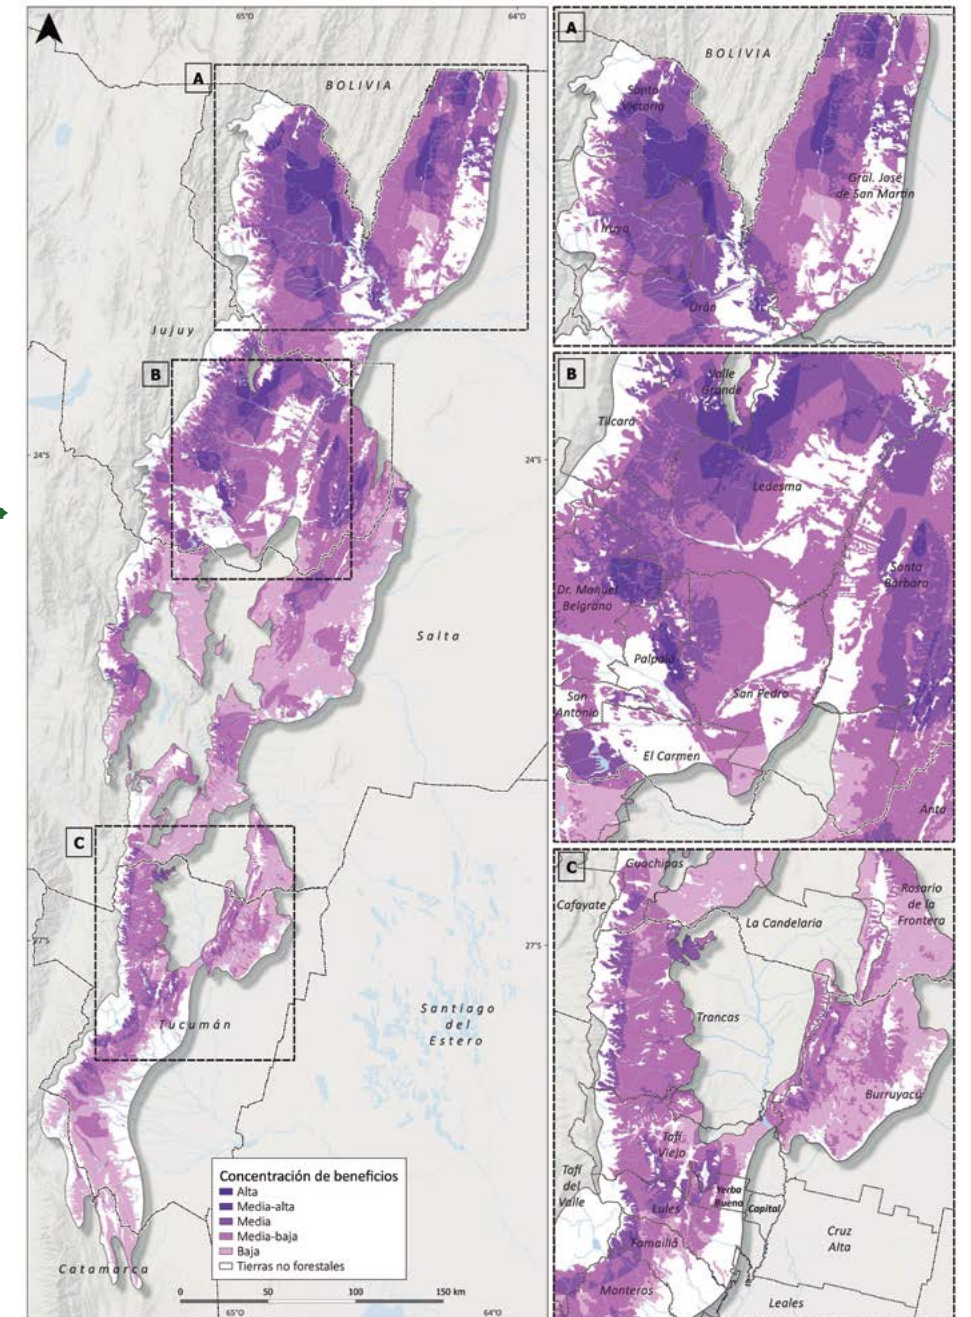 65°O
64°O
A
BOLIVIA
Jujuy
B
24°S
Salta
C
27°S
Tucumán
Santiago
del
Estero
Catamarca
Concentración de beneficios
Alta
Media-alta
Media
Media-baja
Baja
Tierras no forestales
0 50 100 150 km
65°O
64°O
A
BOLIVIA
Santa
Victoria
Gral. José
de San Martín
Iruya
Orán
B
Valle
Grande
Tilcara
24°S
Ledesma
Santa
Bárbara
Dr. Manuel
Belgrano
Palpalá
San Pedro
San
Antonio
El Carmen
Anta
C
Guachipas
Cafayate
Rosario
de la
Frontera
La Candelaria
27°S
Trancas
Burruyacú
Tafí
Viejo
Tafí
del
Valle
Yerba
Buena
Capital
Lules
Cruz
Alta
Famaillá
Monteros
Leales